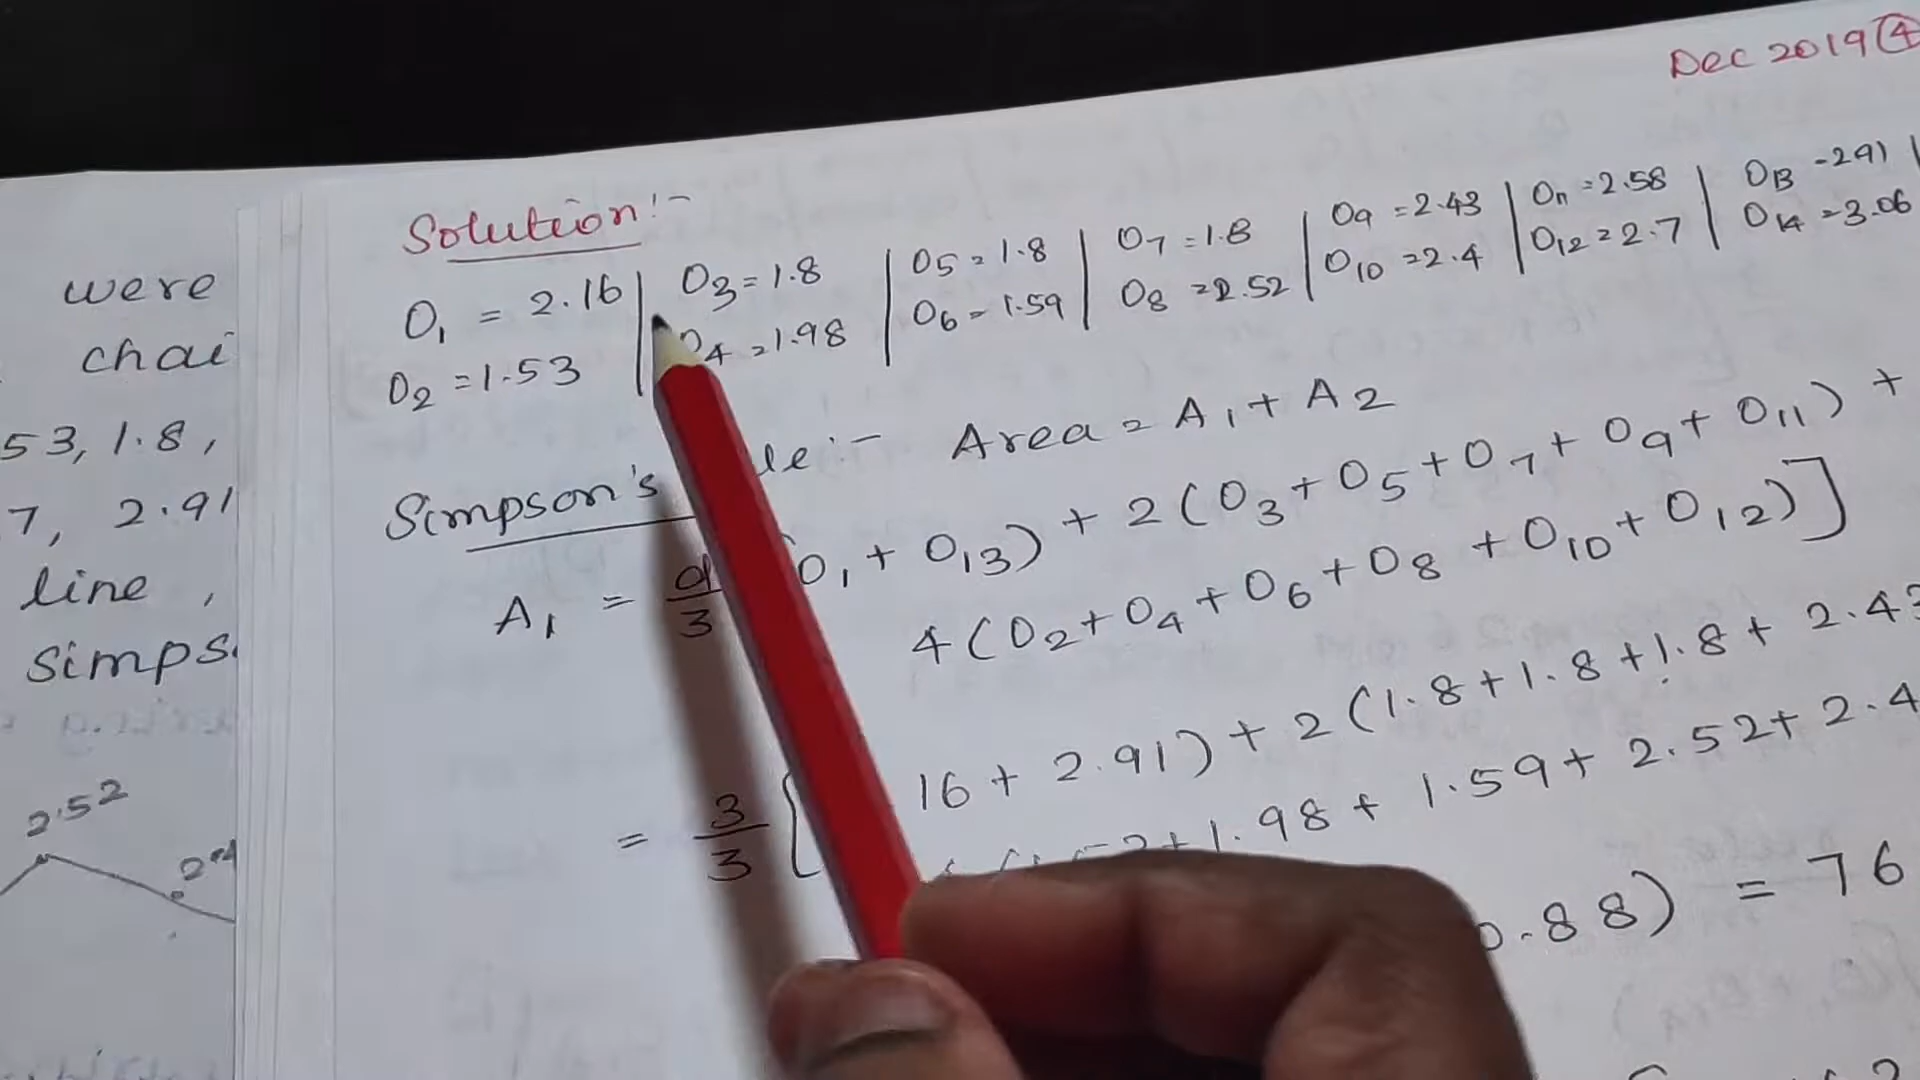 Dec 2019 4
Solution:-
O1 = 2.16 | O3 = 1.8 | O5 = 1.8 | O7 = 1.8 | O9 = 2.43 | O11 = 2.58 | O13 - 2.91 |
O2 = 1.53 | O4 = 1.98 | O6 = 1.59 | O8 = 2.52 | O10 = 2.4 | O12 = 2.7 | O14 = 3.06
Simpson's :- Area = A1 + A2
A1 = d/3 O1 + O13) + 2 (O3 + O5 + O7 + O9 + O11) +
4 (O2 + O4 + O6 + O8 + O10 + O12)]
= 3/3 [ 16 + 2.91) + 2 (1.8 + 1.8 + 1.8 + 2.43
+ 1.98 + 1.59 + 2.52 + 2.4
.88) = 76
were
chai
53, 1.8,
7, 2.91
line,
simps
2.52
2.4